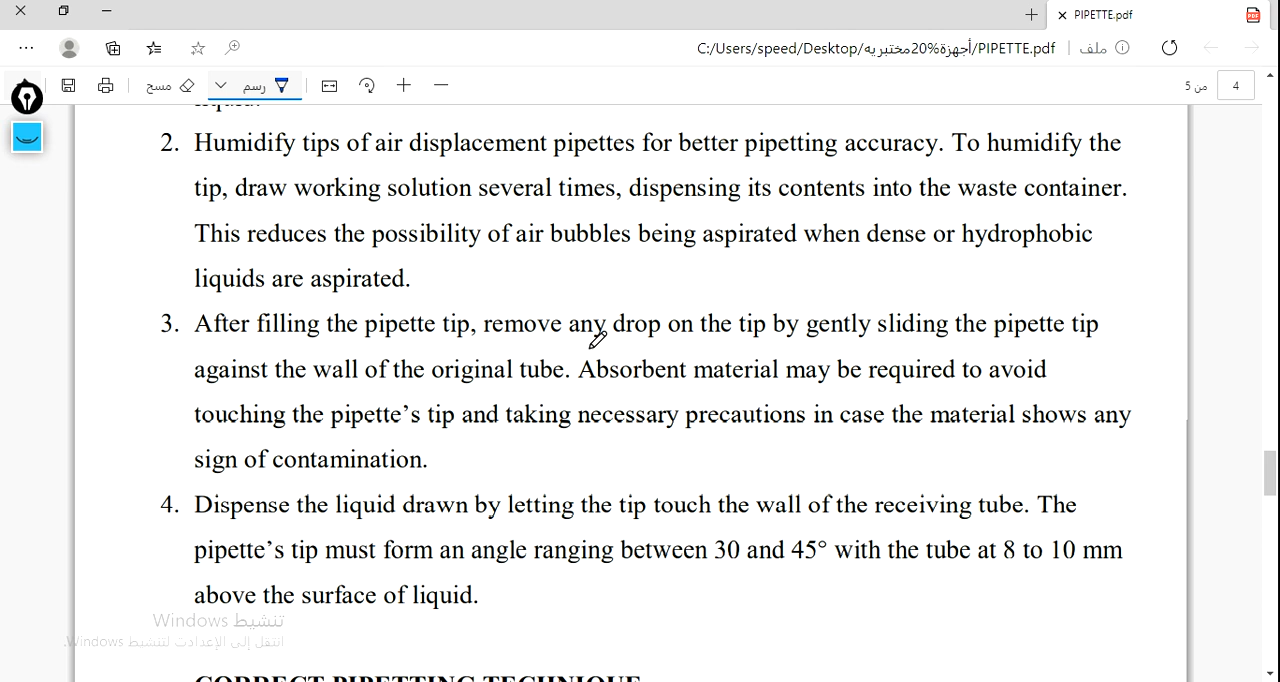 PIPETTE.pdf
C:/Users/speed/Desktop/أجهزة%20مختبريه/PIPETTE.pdf
ملف
مسح
رسم
4
من 5
liquid.
2. Humidify tips of air displacement pipettes for better pipetting accuracy. To humidify the
tip, draw working solution several times, dispensing its contents into the waste container.
This reduces the possibility of air bubbles being aspirated when dense or hydrophobic
liquids are aspirated.
3. After filling the pipette tip, remove any drop on the tip by gently sliding the pipette tip
against the wall of the original tube. Absorbent material may be required to avoid
touching the pipette’s tip and taking necessary precautions in case the material shows any
sign of contamination.
4. Dispense the liquid drawn by letting the tip touch the wall of the receiving tube. The
pipette’s tip must form an angle ranging between 30 and 45° with the tube at 8 to 10 mm
above the surface of liquid.
تنشيط Windows
انتقل إلى الإعدادت لتنشيط Windows.
CORRECT PIPETTING TECHNIQUE